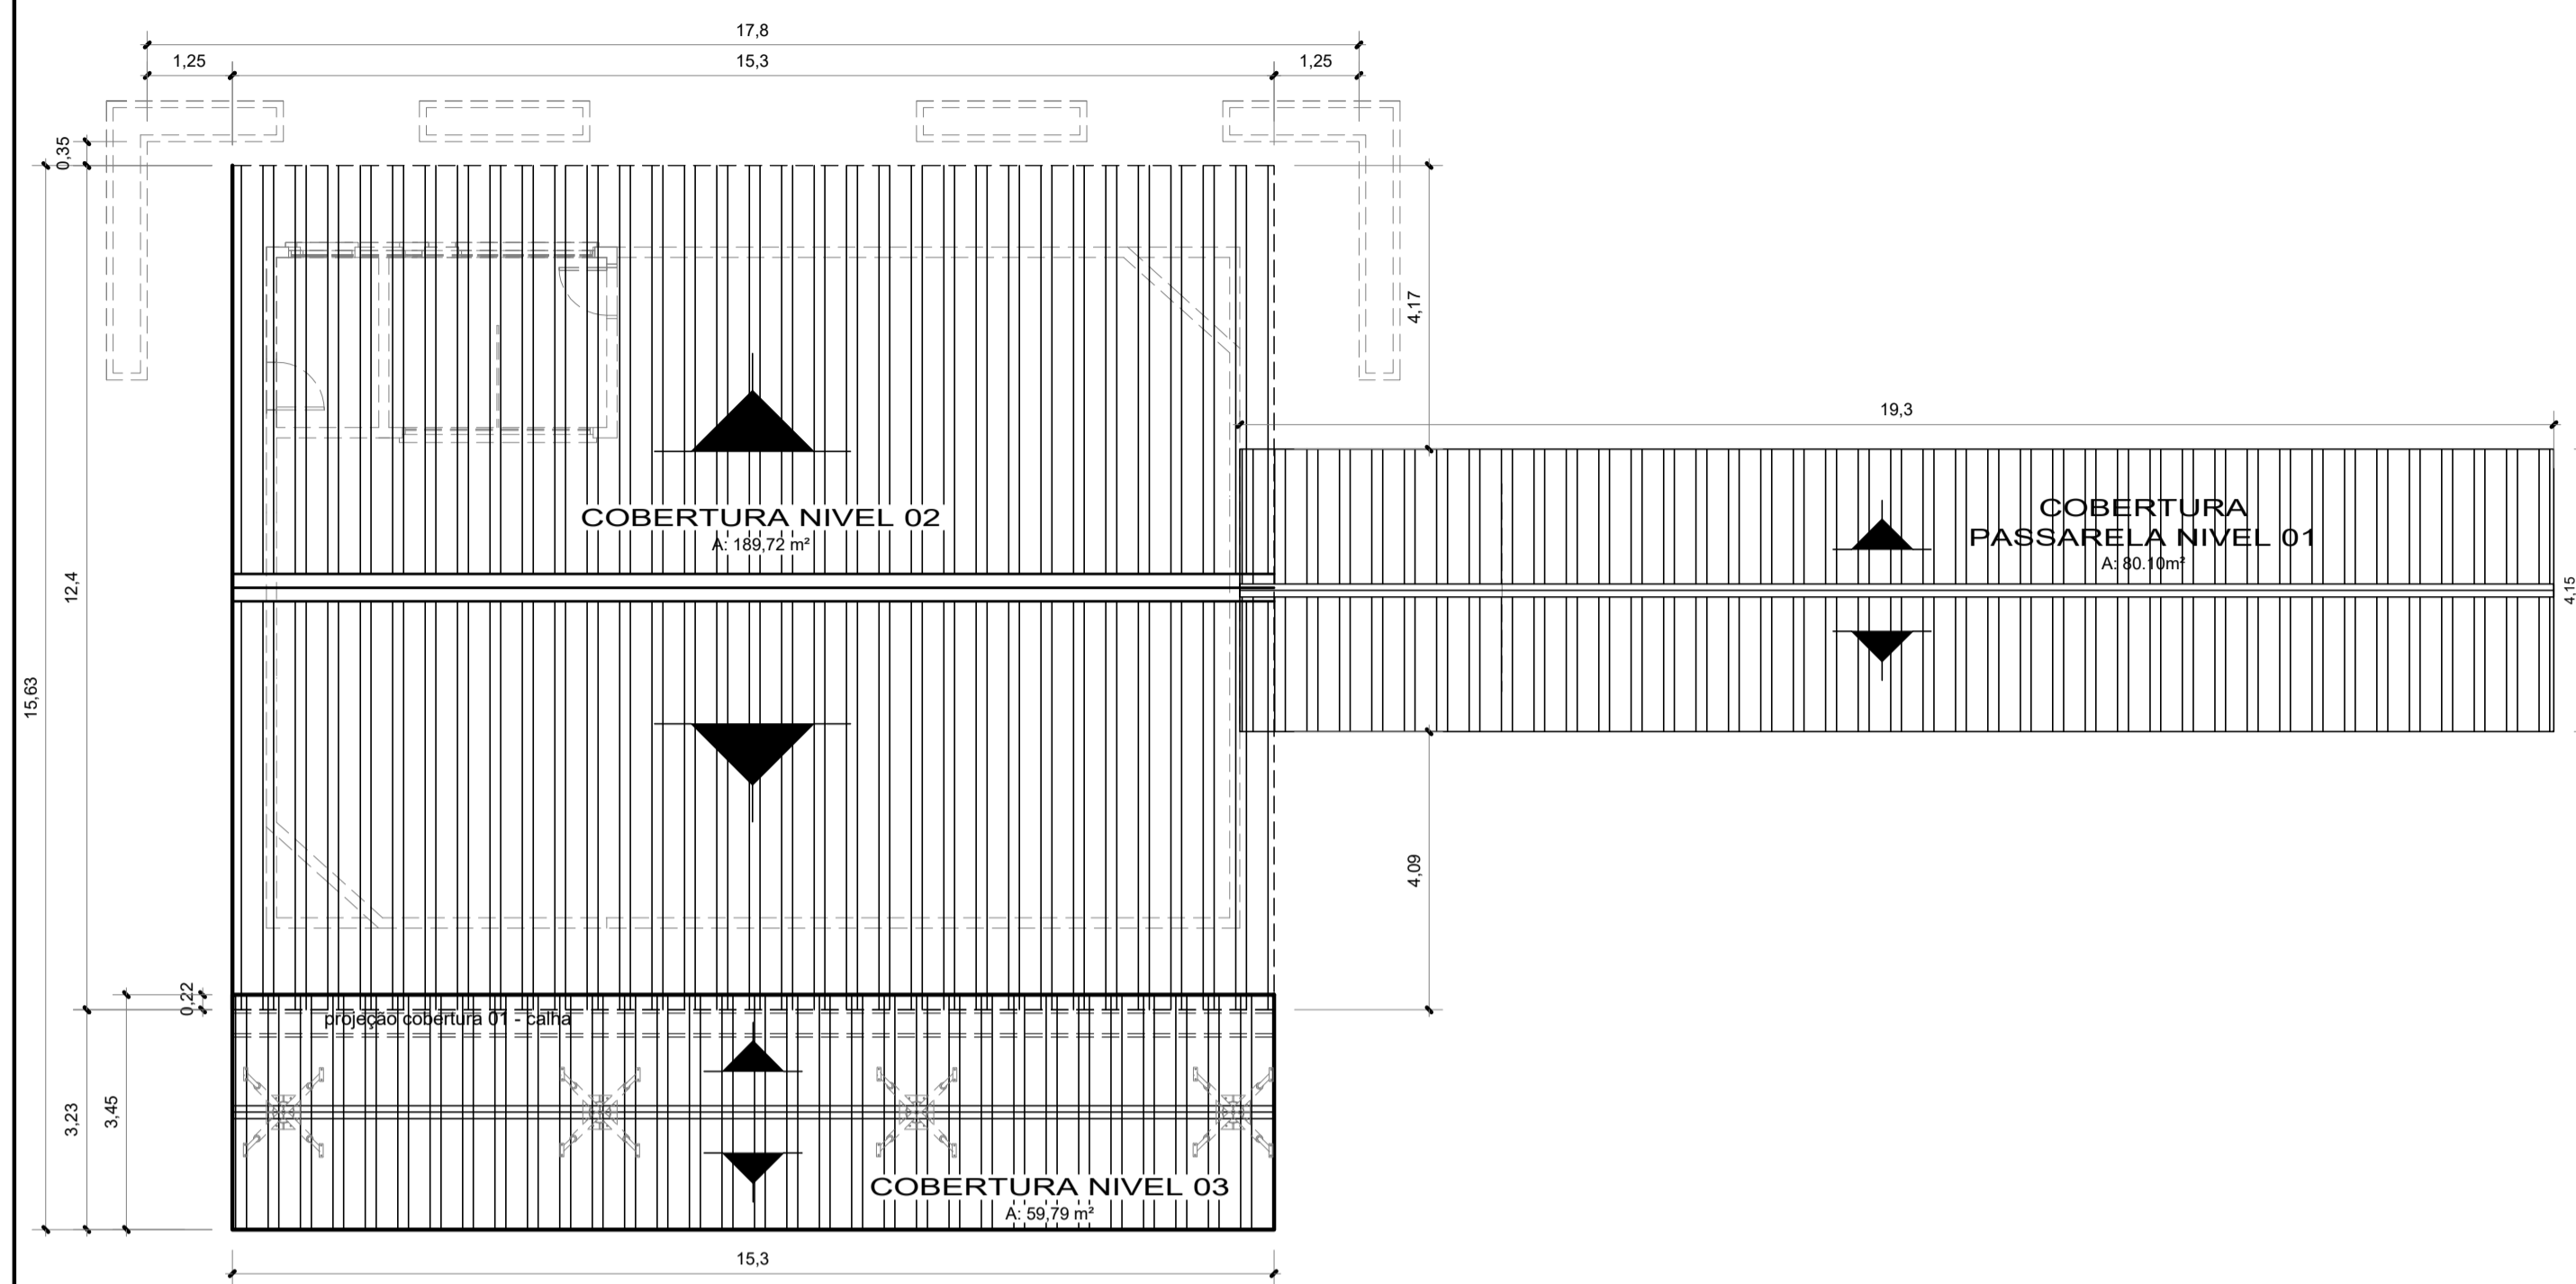 17,8
1,25
15,3
1,25
0,35
4,17
19,3
COBERTURA NIVEL 02
A: 189,72 m²
COBERTURA
PASSARELA NIVEL 01
A: 80.10m²
12,4
4,15
15,63
4,09
0,22
projeção cobertura 01 - calha
3,23
3,45
COBERTURA NIVEL 03
A: 59,79 m²
15,3